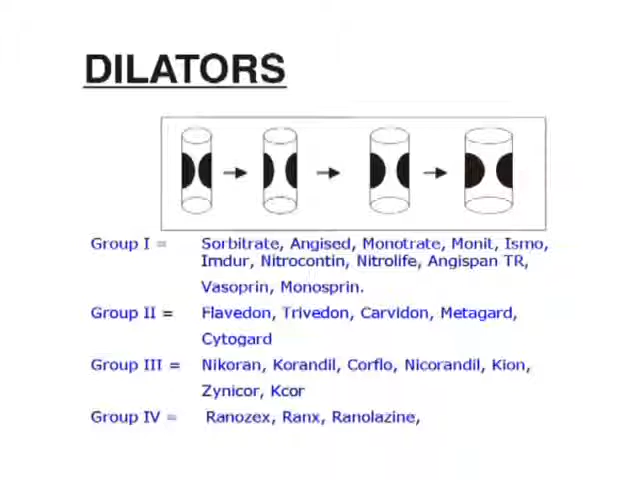 DILATORS
Group I = Sorbitrate, Angised, Monotrate, Monit, Ismo,
Imdur, Nitrocontin, Nitrolife, Angispan TR,
Vasoprin, Monosprin.
Group II = Flavedon, Trivedon, Carvidon, Metagard,
Cytogard
Group III = Nikoran, Korandil, Corflo, Nicorandil, Kion,
Zynicor, Kcor
Group IV = Ranozex, Ranx, Ranolazine,